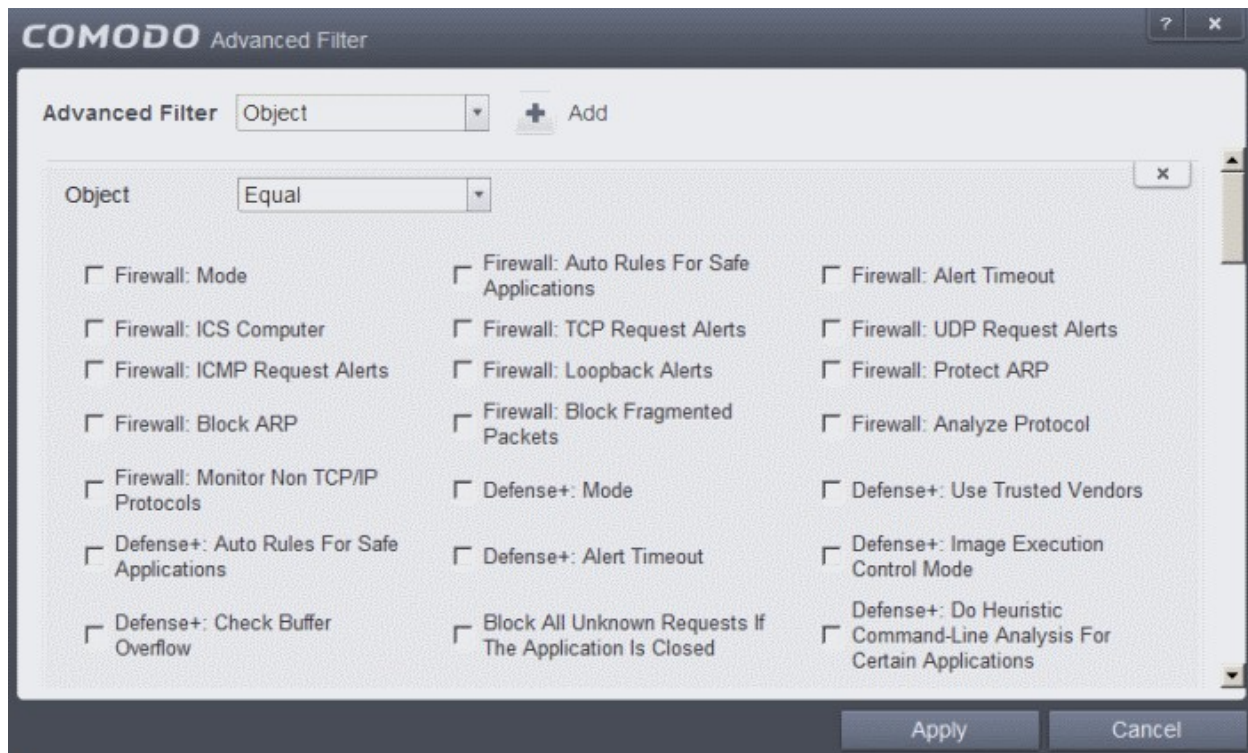 COMODO Advanced Filter ? ×
Advanced Filter Object + Add
×
Object Equal
Firewall: Mode
Firewall: Auto Rules For Safe
Applications
Firewall: Alert Timeout
Firewall: ICS Computer
Firewall: TCP Request Alerts
Firewall: UDP Request Alerts
Firewall: ICMP Request Alerts
Firewall: Loopback Alerts
Firewall: Protect ARP
Firewall: Block ARP
Firewall: Block Fragmented
Packets
Firewall: Analyze Protocol
Firewall: Monitor Non TCP/IP
Protocols
Defense+: Mode
Defense+: Use Trusted Vendors
Defense+: Auto Rules For Safe
Applications
Defense+: Alert Timeout
Defense+: Image Execution
Control Mode
Defense+: Check Buffer
Overflow
Block All Unknown Requests If
The Application Is Closed
Defense+: Do Heuristic
Command-Line Analysis For
Certain Applications
Apply Cancel